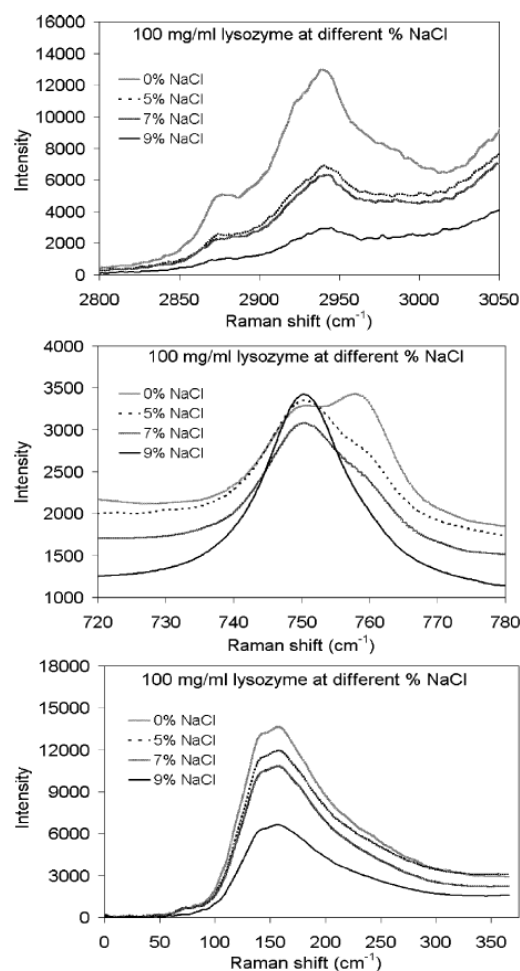 100 mg/ml lysozyme at different % NaCl
16000
14000
12000
10000
8000
6000
4000
2000
0
Intensity
0% NaCl
5% NaCl
7% NaCl
9% NaCl
2800 2850 2900 2950 3000 3050
Raman shift (cm⁻¹)
100 mg/ml lysozyme at different % NaCl
4000
3500
3000
2500
2000
1500
1000
Intensity
0% NaCl
5% NaCl
7% NaCl
9% NaCl
720 730 740 750 760 770 780
Raman shift (cm⁻¹)
100 mg/ml lysozyme at different % NaCl
18000
15000
12000
9000
6000
3000
0
Intensity
0% NaCl
5% NaCl
7% NaCl
9% NaCl
0 50 100 150 200 250 300 350
Raman shift (cm⁻¹)